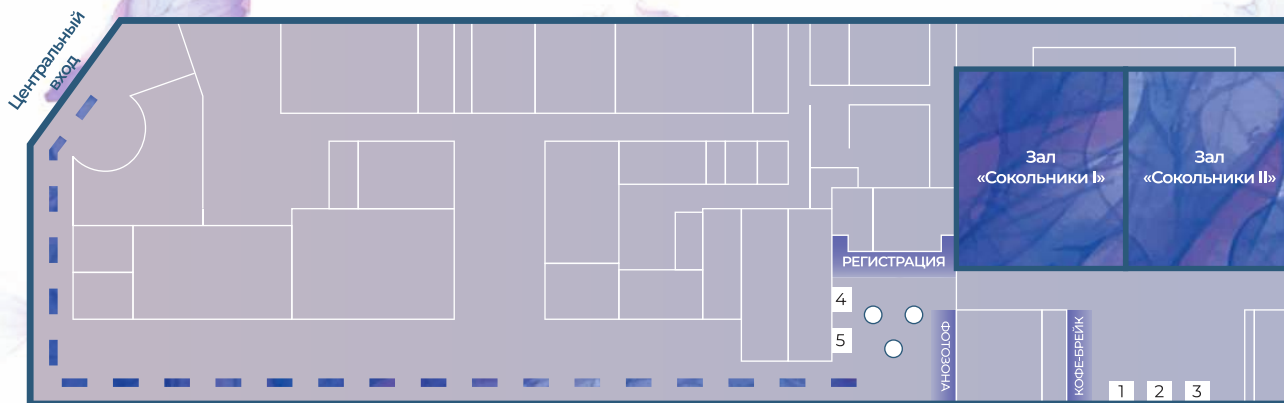 Центральный
вход
Зал
«Сокольники I»
Зал
«Сокольники II»
РЕГИСТРАЦИЯ
4
5
ФОТОЗОНА
КОФЕ-БРЕЙК
1 2 3